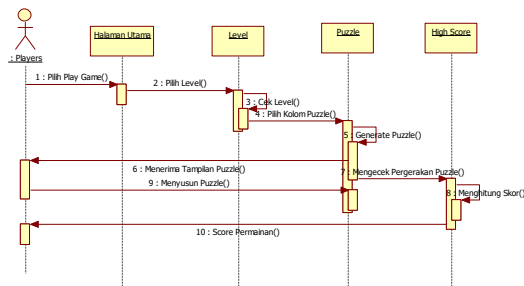 Halaman Utama
Level
Puzzle
High Score
: Players
1 : Pilih Play Game()
2 : Pilih Level()
3 : Cek Level()
4 : Pilih Kolom Puzzle()
5 : Generate Puzzle()
6 : Menerima Tampilan Puzzle()
7 : Mengecek Pergerakan Puzzle()
9 : Menyusun Puzzle()
8 : Menghitung Skor()
10 : Score Permainan()